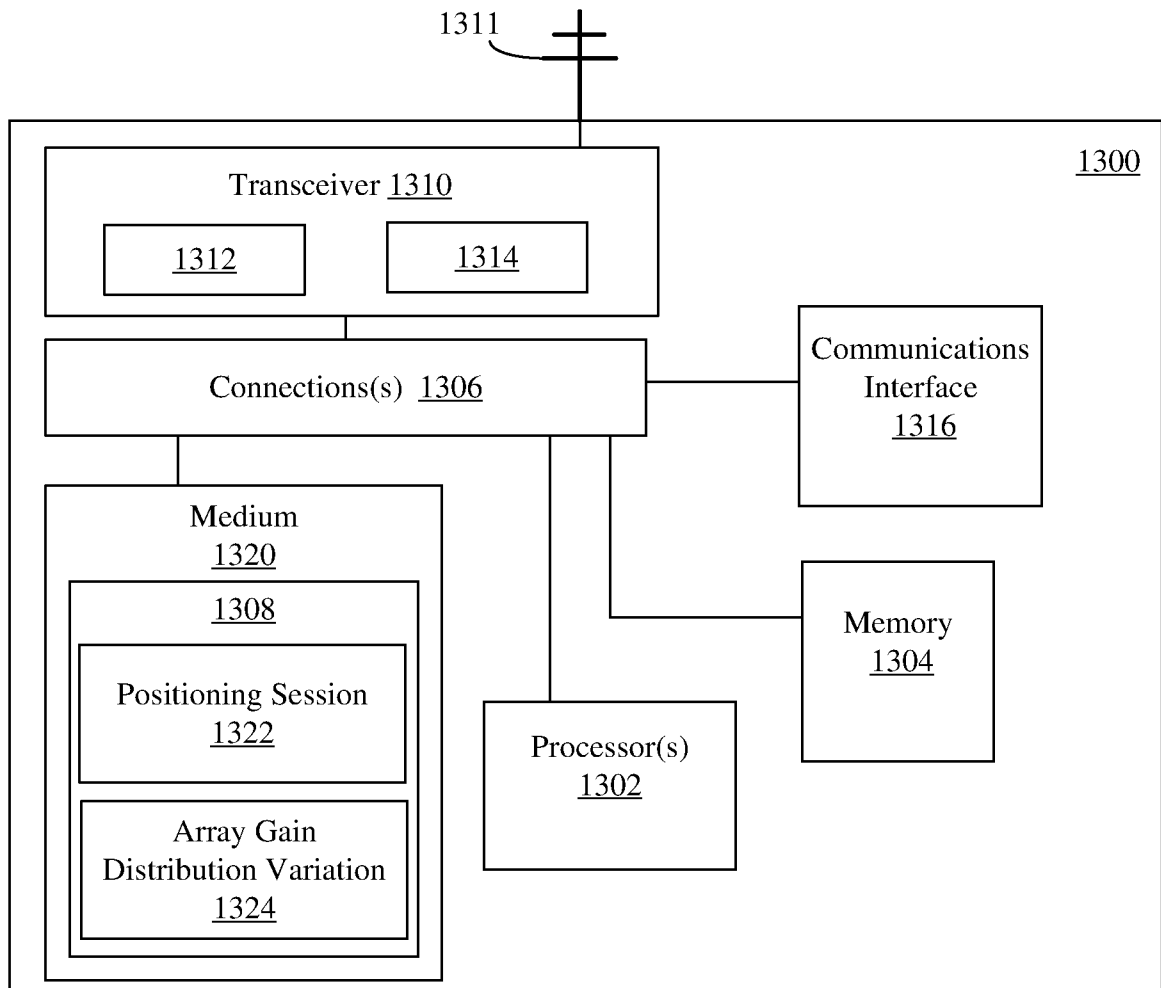 1311
1300
Transceiver 1310
1312
1314
Connections(s) 1306
Communications
Interface
1316
Medium
1320
1308
Positioning Session
1322
Array Gain
Distribution Variation
1324
Processor(s)
1302
Memory
1304